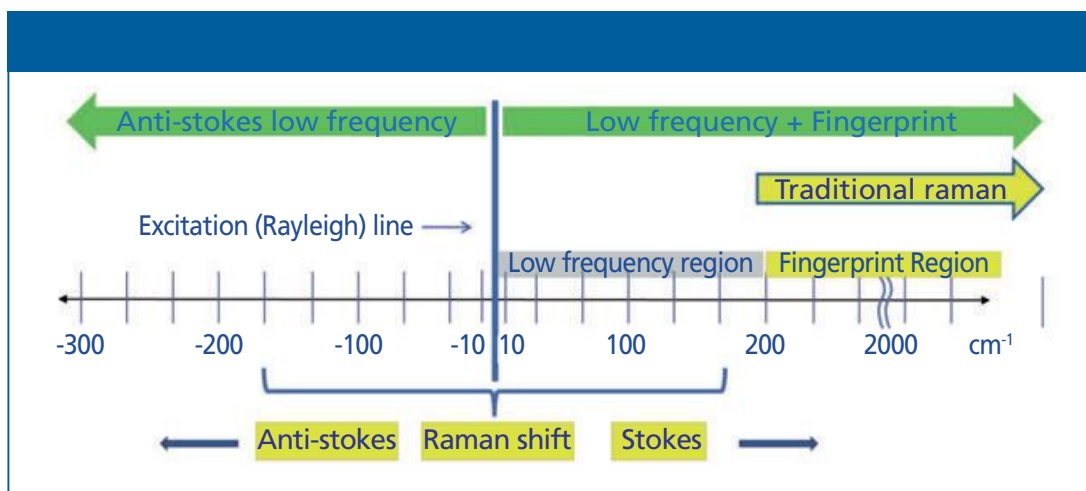 Anti-stokes low frequency
Low frequency + Fingerprint
Traditional raman
Excitation (Rayleigh) line
Low frequency region
Fingerprint Region
-300 -200 -100 -10 10 100 200 2000 cm-1
Anti-stokes Raman shift Stokes